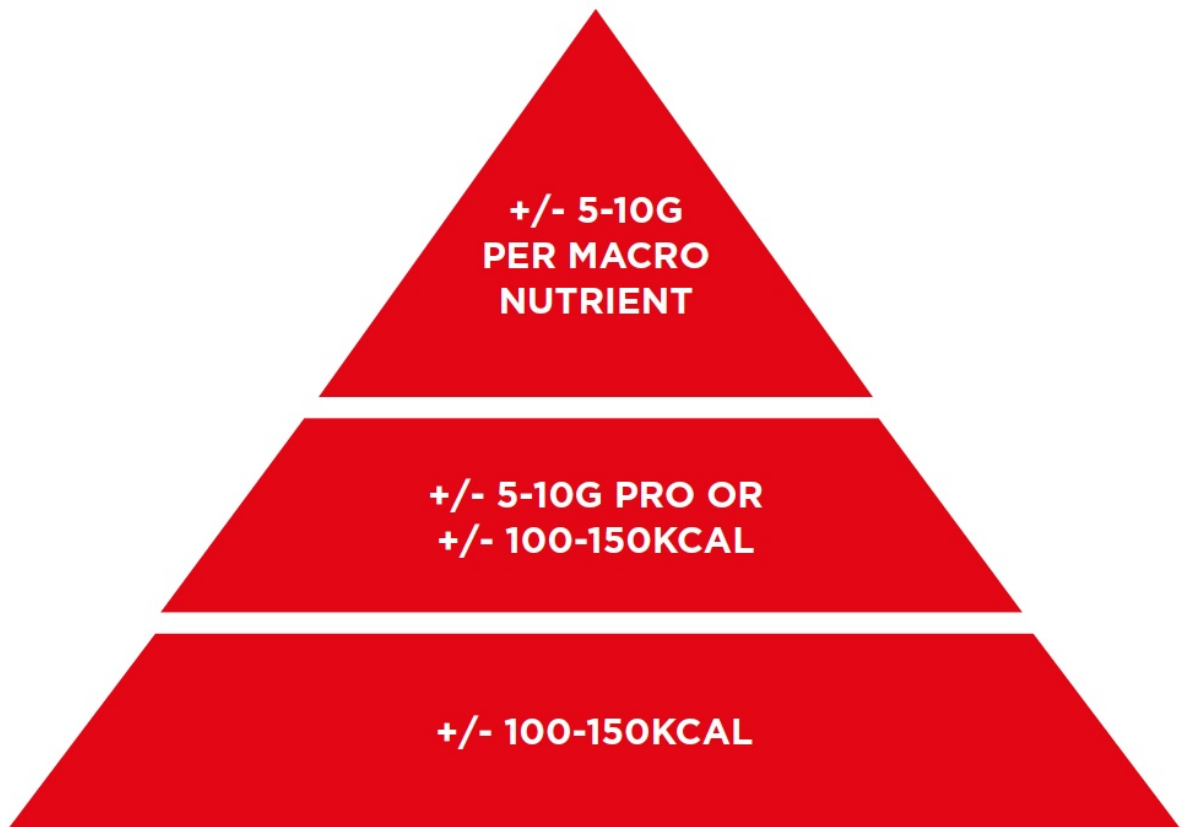 +/- 5-10G
PER MACRO
NUTRIENT
+/- 5-10G PRO OR
+/- 100-150KCAL
+/- 100-150KCAL